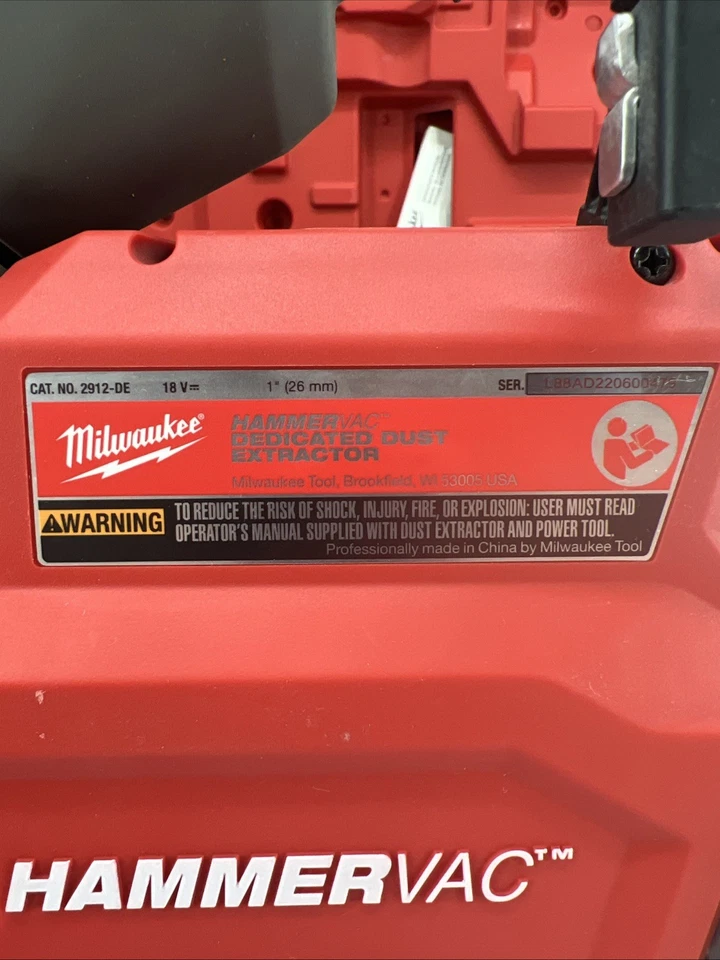 CAT. NO. 2912-DE 18 V⎓ 1" (26 mm) SER.
Milwaukee®
HAMMERVAC™
DEDICATED DUST
EXTRACTOR
Milwaukee Tool, Brookfield, WI 53005 USA
⚠WARNING
TO REDUCE THE RISK OF SHOCK, INJURY, FIRE, OR EXPLOSION: USER MUST READ
OPERATOR'S MANUAL SUPPLIED WITH DUST EXTRACTOR AND POWER TOOL.
Professionally made in China by Milwaukee Tool
HAMMERVAC™